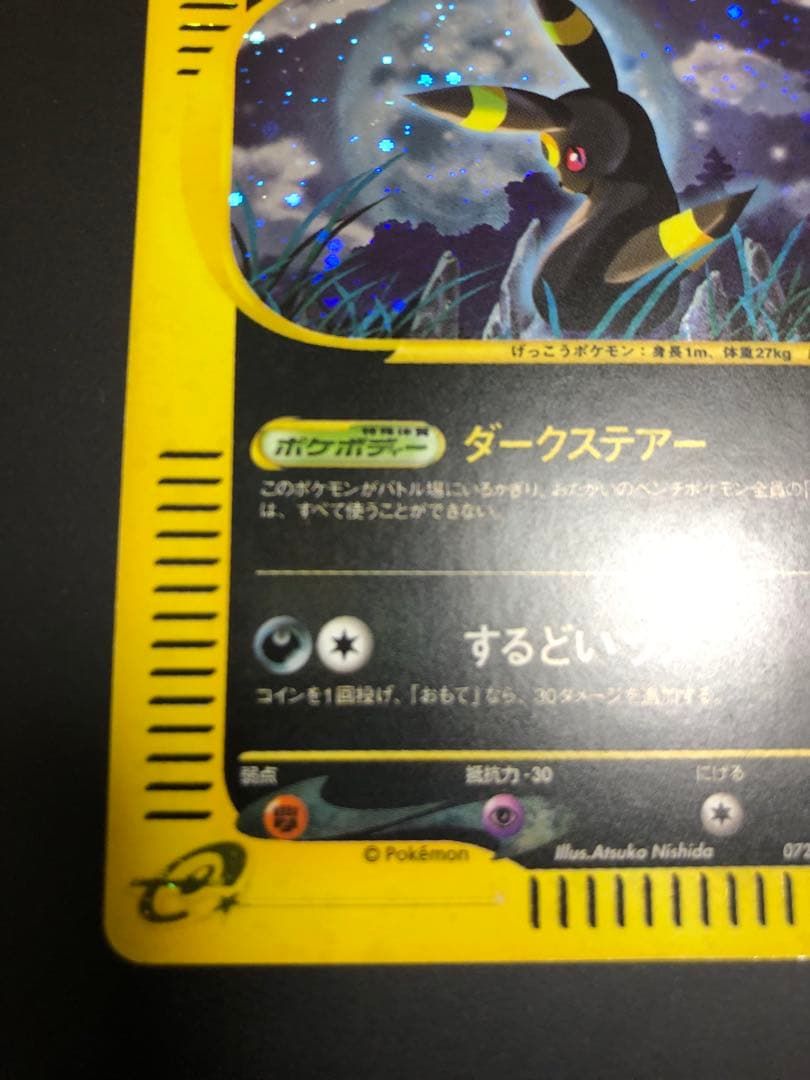 げっこうポケモン：身長1m、体重27kg
特殊体質
ポケボディー
ダークステアー
このポケモンがバトル場にいるかぎり、おたがいのベンチポケモン全員の「
は、すべて使うことができない。
するどい
コインを1回投げ、「おもて」なら、30ダメージを追加する。
弱点
抵抗力 -30
にげる
© Pokémon
Illus.Atsuko Nishida
072
e